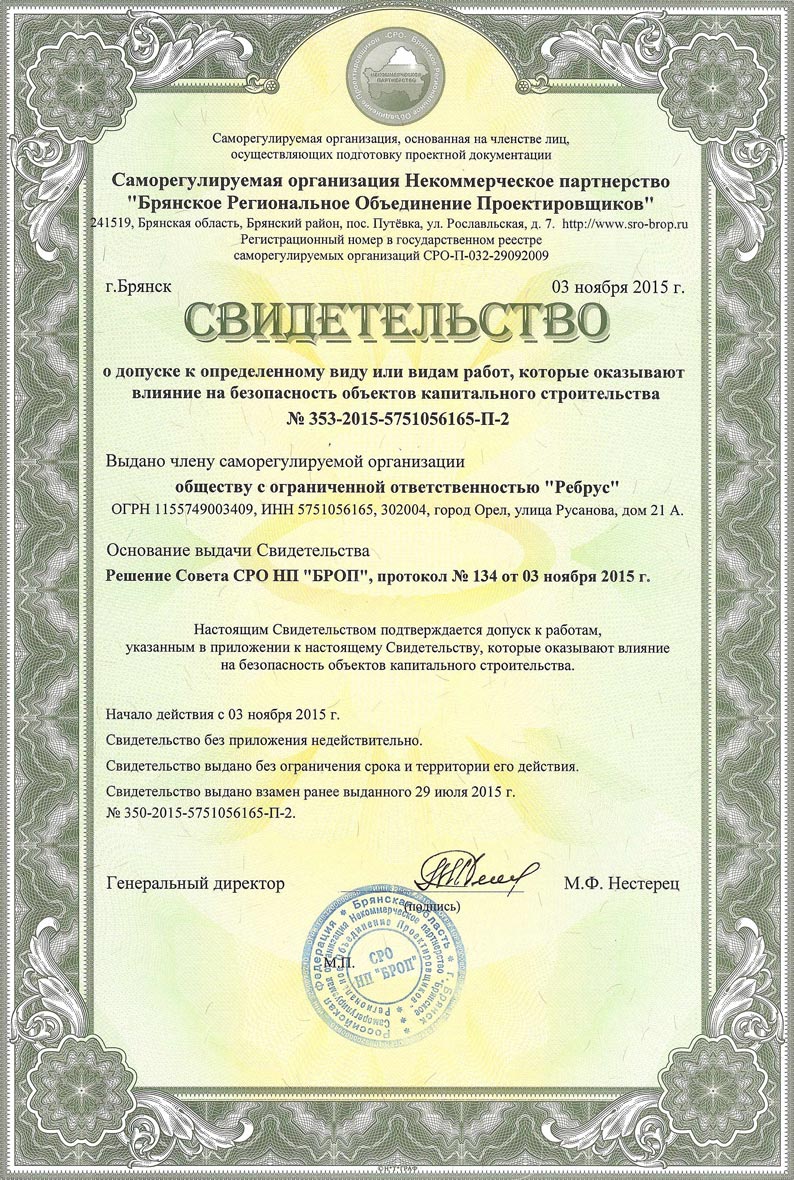 Саморегулируемая организация, основанная на членстве лиц,
осуществляющих подготовку проектной документации
Саморегулируемая организация Некоммерческое партнерство
"Брянское Региональное Объединение Проектировщиков"
241519, Брянская область, Брянский район, пос. Путёвка, ул. Рославльская, д. 7. http://www.sro-brop.ru
Регистрационный номер в государственном реестре
саморегулируемых организаций СРО-П-032-29092009
г.Брянск 03 ноября 2015 г.
СВИДЕТЕЛЬСТВО
о допуске к определенному виду или видам работ, которые оказывают
влияние на безопасность объектов капитального строительства
№ 353-2015-5751056165-П-2
Выдано члену саморегулируемой организации
обществу с ограниченной ответственностью "Ребрус"
ОГРН 1155749003409, ИНН 5751056165, 302004, город Орел, улица Русанова, дом 21 А.
Основание выдачи Свидетельства
Решение Совета СРО НП "БРОП", протокол № 134 от 03 ноября 2015 г.
Настоящим Свидетельством подтверждается допуск к работам,
указанным в приложении к настоящему Свидетельству, которые оказывают влияние
на безопасность объектов капитального строительства.
Начало действия с 03 ноября 2015 г.
Свидетельство без приложения недействительно.
Свидетельство выдано без ограничения срока и территории его действия.
Свидетельство выдано взамен ранее выданного 29 июля 2015 г.
№ 350-2015-5751056165-П-2.
Генеральный директор М.Ф. Нестерец
(подпись)
М.П.
Российская Федерация * Брянская область * г. Брянск *
Саморегулируемая организация Некоммерческое партнерство "Брянское
Региональное Объединение Проектировщиков" *
СРО
НП "БРОП"